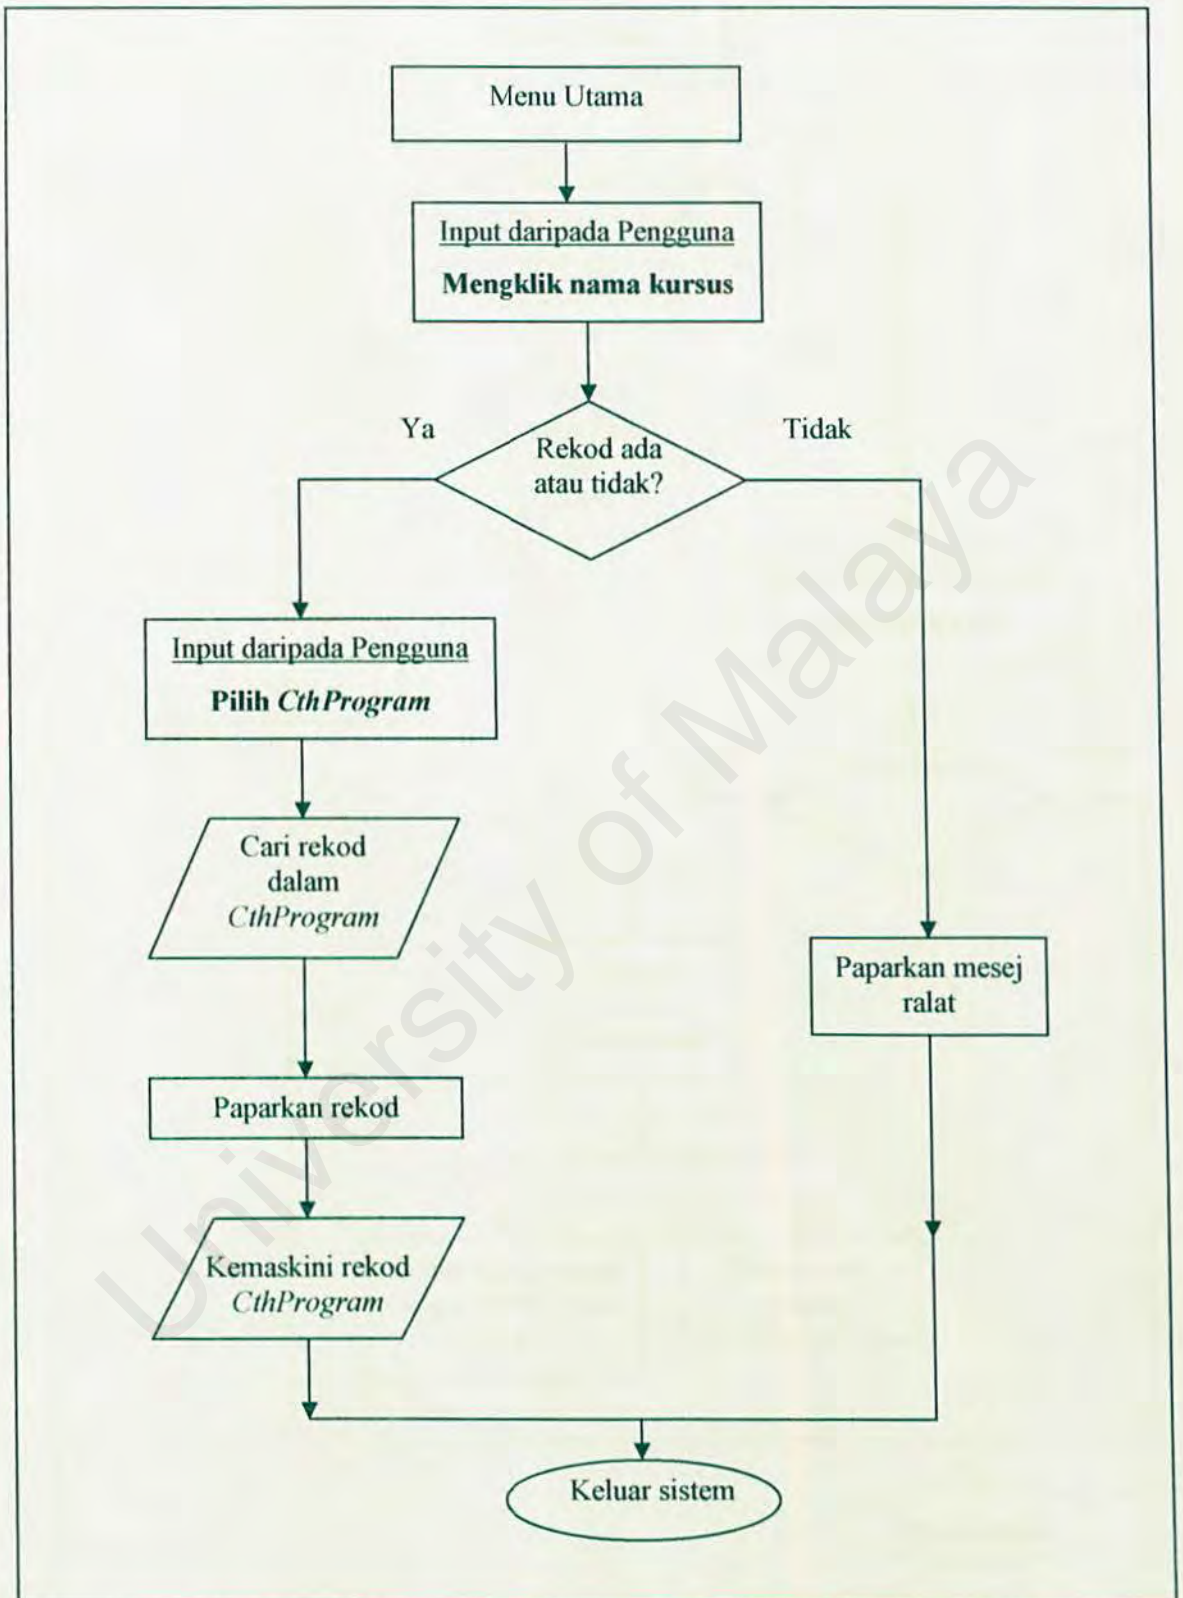 Menu Utama
Input daripada Pengguna
Mengklik nama kursus
Ya
Tidak
Rekod ada
atau tidak?
Input daripada Pengguna
Pilih CthProgram
Cari rekod
dalam
CthProgram
Paparkan mesej
ralat
Paparkan rekod
Kemaskini rekod
CthProgram
Keluar sistem
University of Malaya